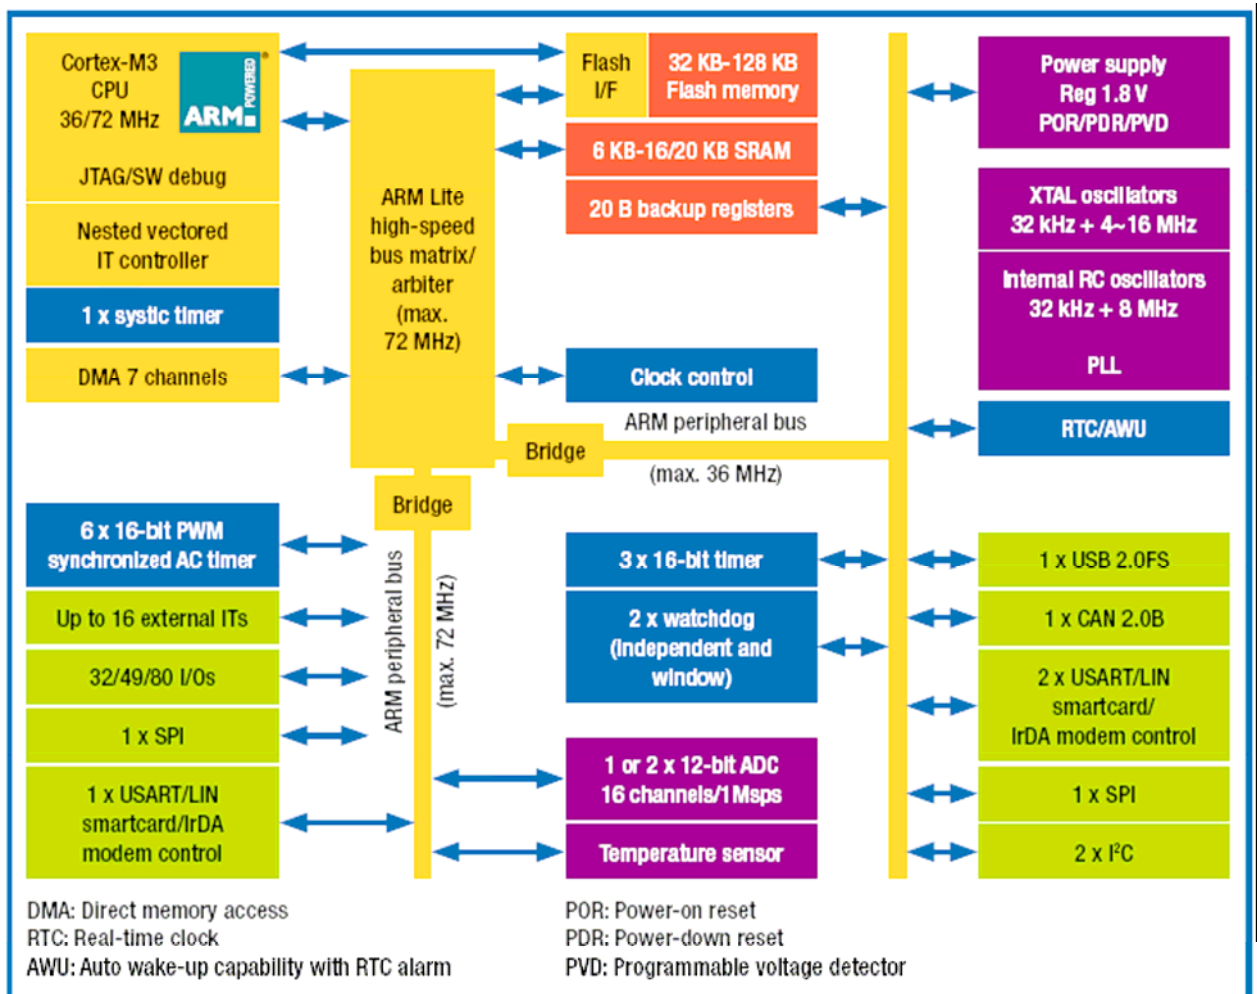 Cortex-M3
CPU
36/72 MHz
ARM
POWERED
®
JTAG/SW debug
Nested vectored
IT controller
1 x systic timer
DMA 7 channels
ARM Lite
high-speed
bus matrix/
arbiter
(max.
72 MHz)
Flash
I/F
32 KB-128 KB
Flash memory
6 KB-16/20 KB SRAM
20 B backup registers
Clock control
ARM peripheral bus
(max. 36 MHz)
Bridge
Bridge
Power supply
Reg 1.8 V
POR/PDR/PVD
XTAL oscillators
32 kHz + 4~16 MHz
Internal RC oscillators
32 kHz + 8 MHz
PLL
RTC/AWU
6 x 16-bit PWM
synchronized AC timer
Up to 16 external ITs
32/49/80 I/Os
1 x SPI
1 x USART/LIN
smartcard/IrDA
modem control
ARM peripheral bus
(max. 72 MHz)
3 x 16-bit timer
2 x watchdog
(independent and
window)
1 or 2 x 12-bit ADC
16 channels/1Msps
Temperature sensor
1 x USB 2.0FS
1 x CAN 2.0B
2 x USART/LIN
smartcard/
IrDA modem control
1 x SPI
2 x I²C
DMA: Direct memory access
RTC: Real-time clock
AWU: Auto wake-up capability with RTC alarm
POR: Power-on reset
PDR: Power-down reset
PVD: Programmable voltage detector